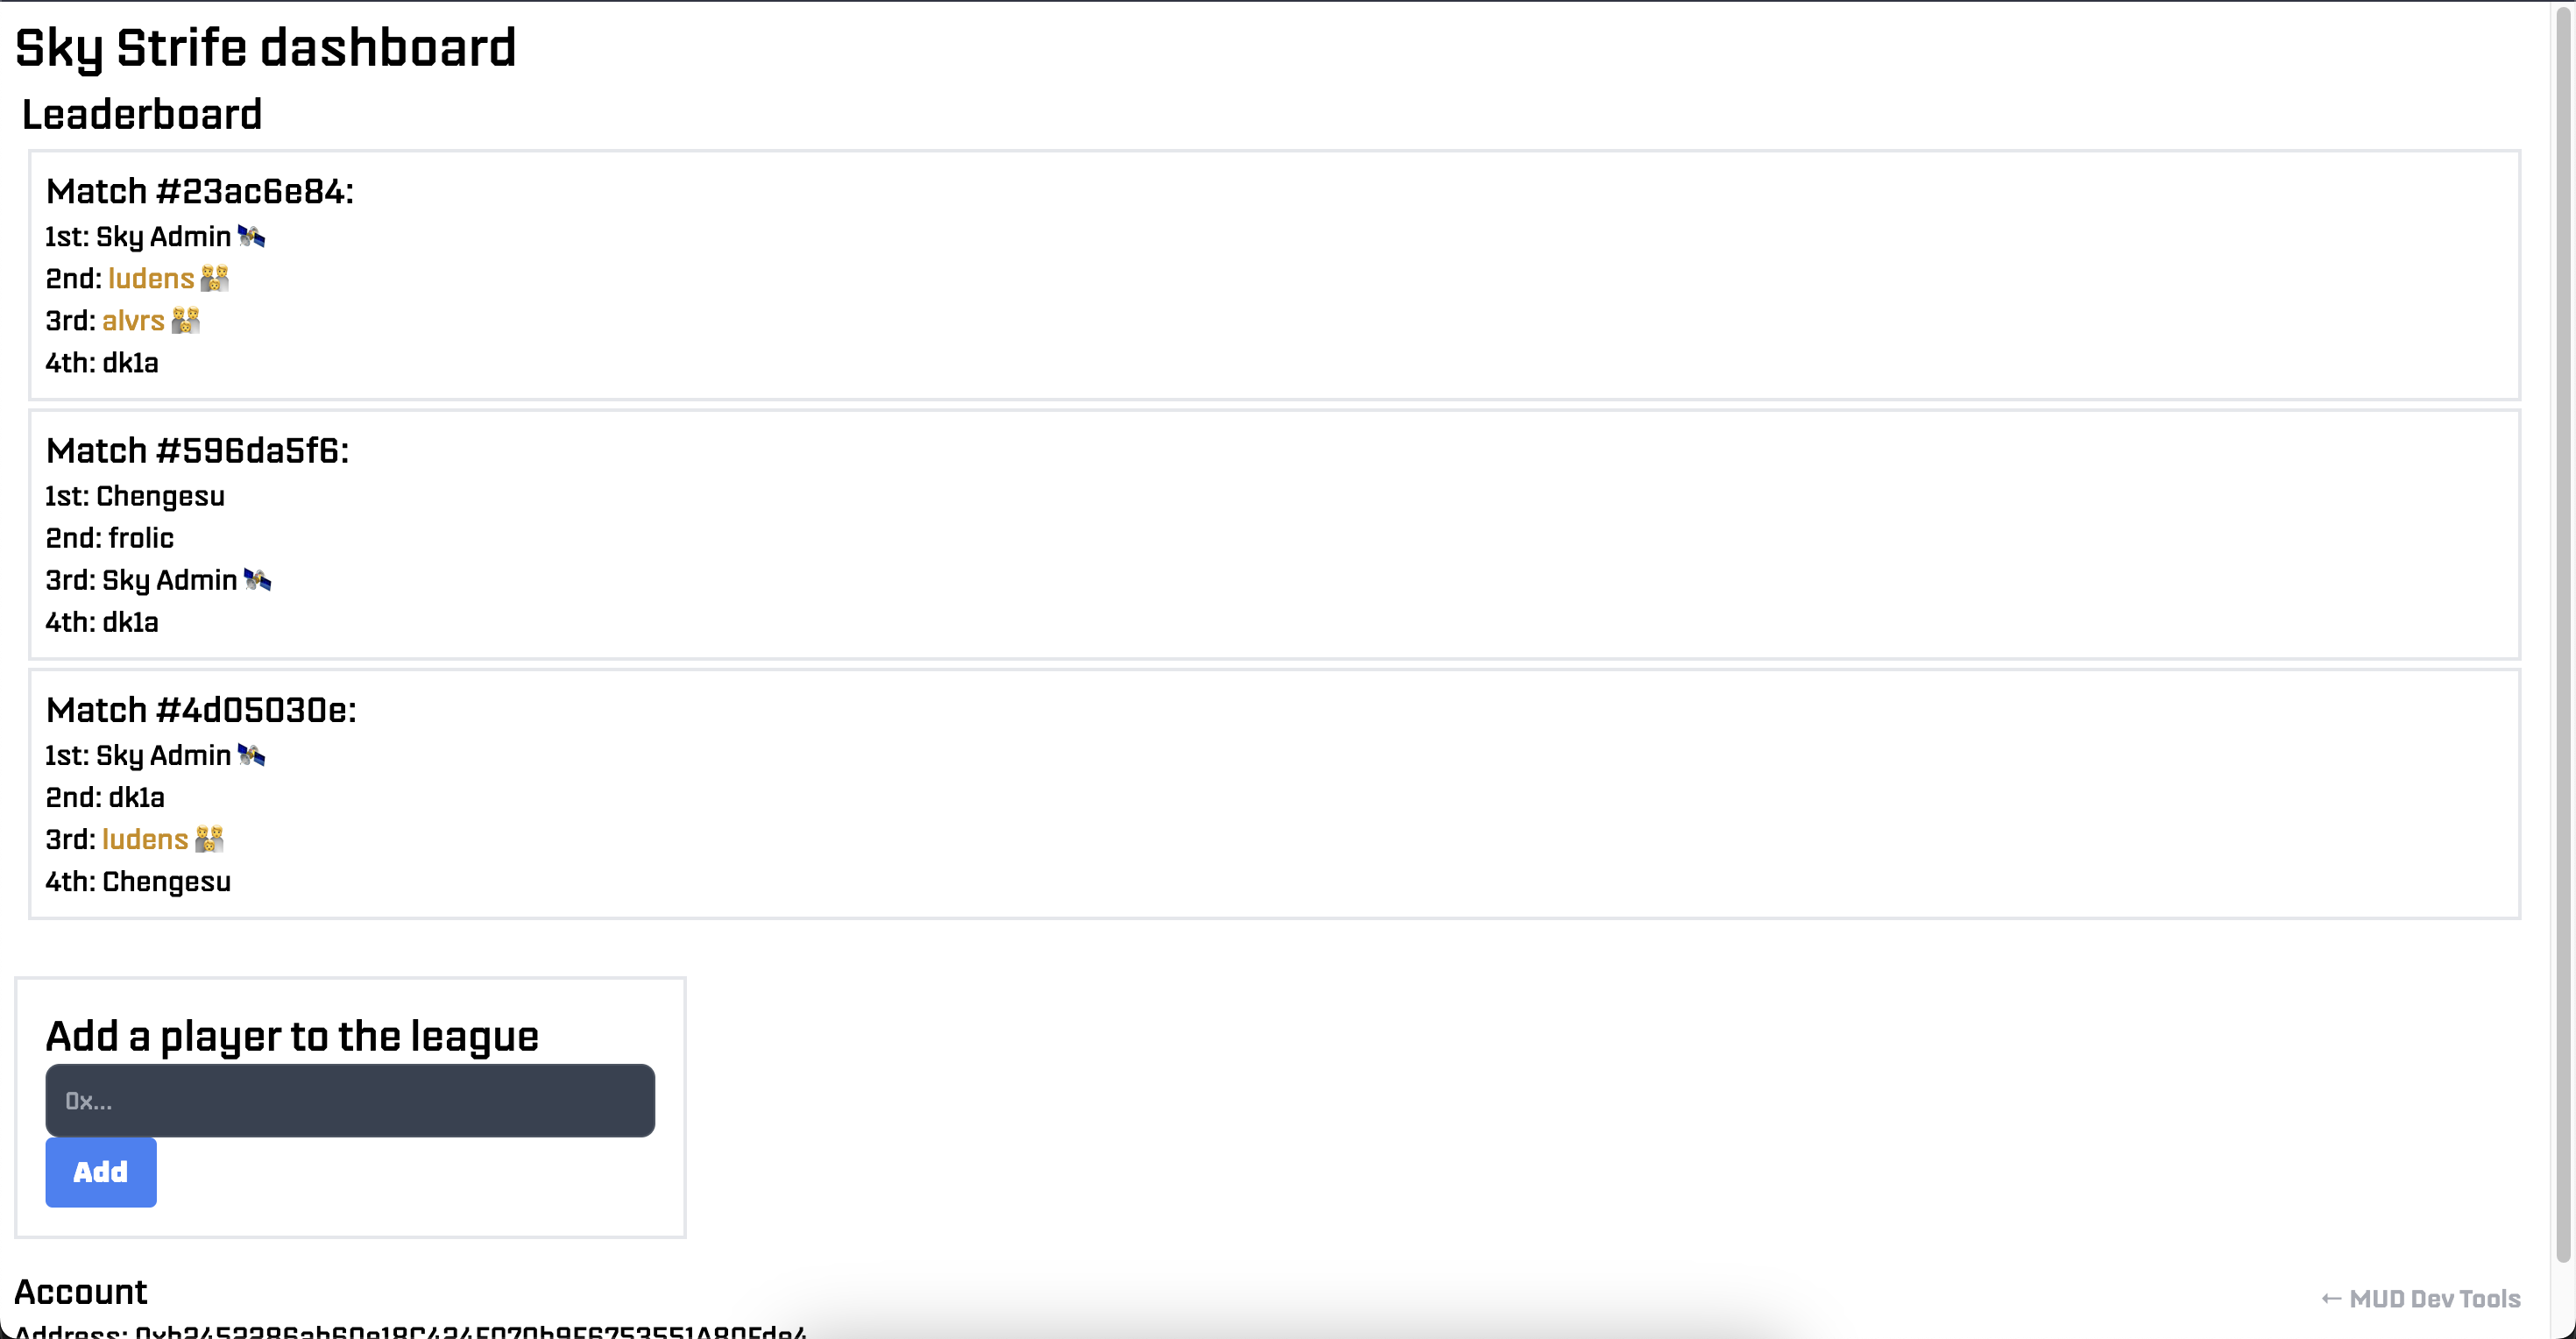 Sky Strife dashboard
Leaderboard
Match #23ac6e84:
1st: Sky Admin 🛰️
2nd: ludens 👨‍👩‍👦
3rd: alvrs 👨‍👩‍👦
4th: dk1a
Match #596da5f6:
1st: Chengesu
2nd: frolic
3rd: Sky Admin 🛰️
4th: dk1a
Match #4d05030e:
1st: Sky Admin 🛰️
2nd: dk1a
3rd: ludens 👨‍👩‍👦
4th: Chengesu
Add a player to the league
0x...
Add
Account
← MUD Dev Tools
Address: